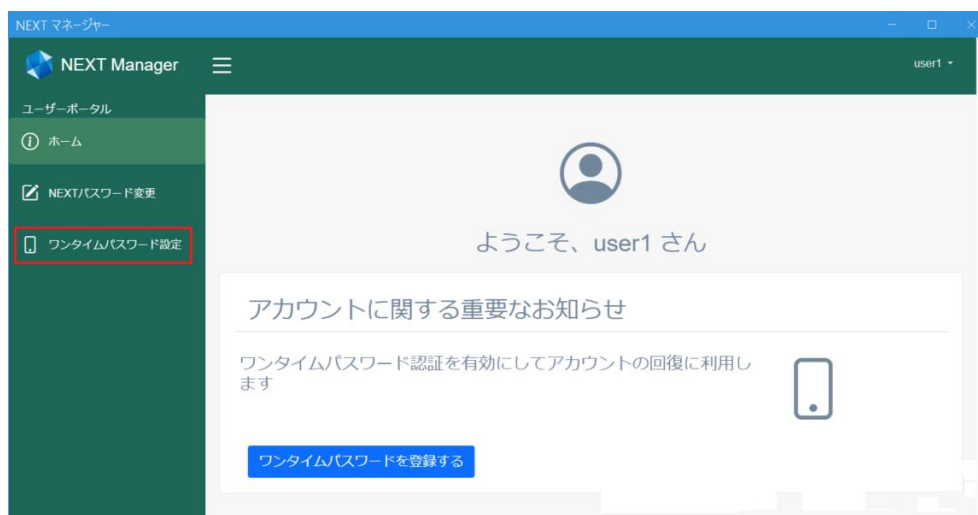 NEXT マネージャー
NEXT Manager
user1
ユーザーポータル
ホーム
NEXTパスワード変更
ワンタイムパスワード設定
ようこそ、user1 さん
アカウントに関する重要なお知らせ
ワンタイムパスワード認証を有効にしてアカウントの回復に利用し
ます
ワンタイムパスワードを登録する